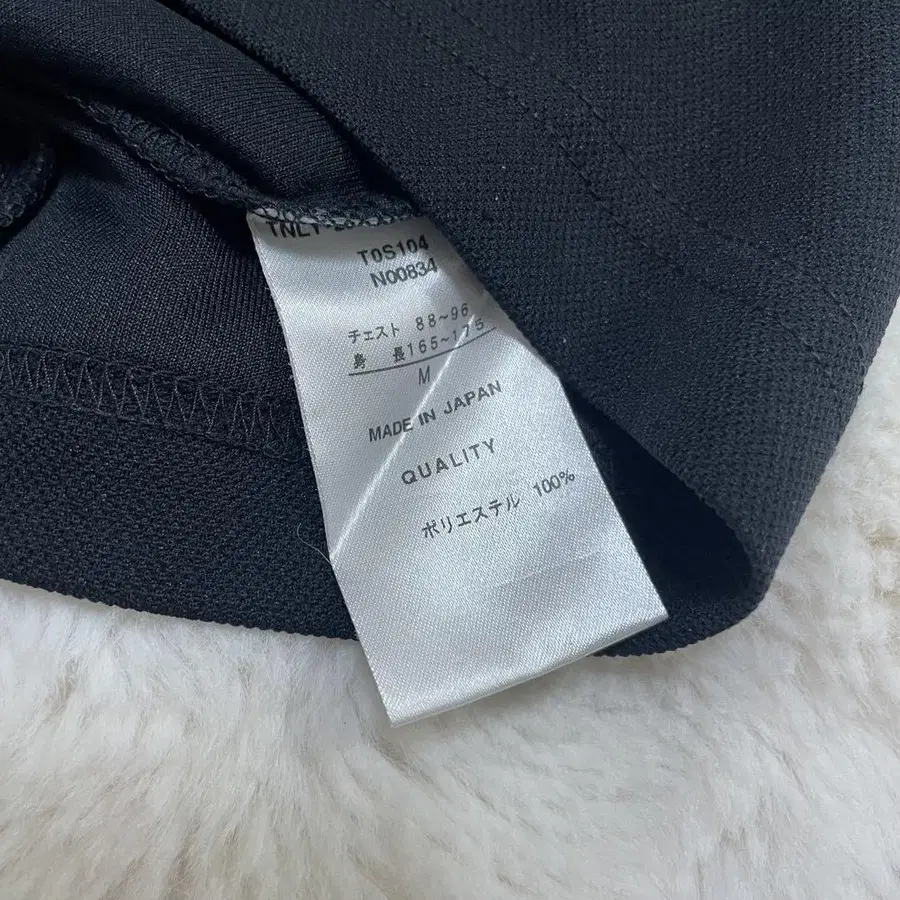 T0S104
N00834
チェスト 88~96
身 長165~175
M
MADE IN JAPAN
QUALITY
ポリエステル 100%